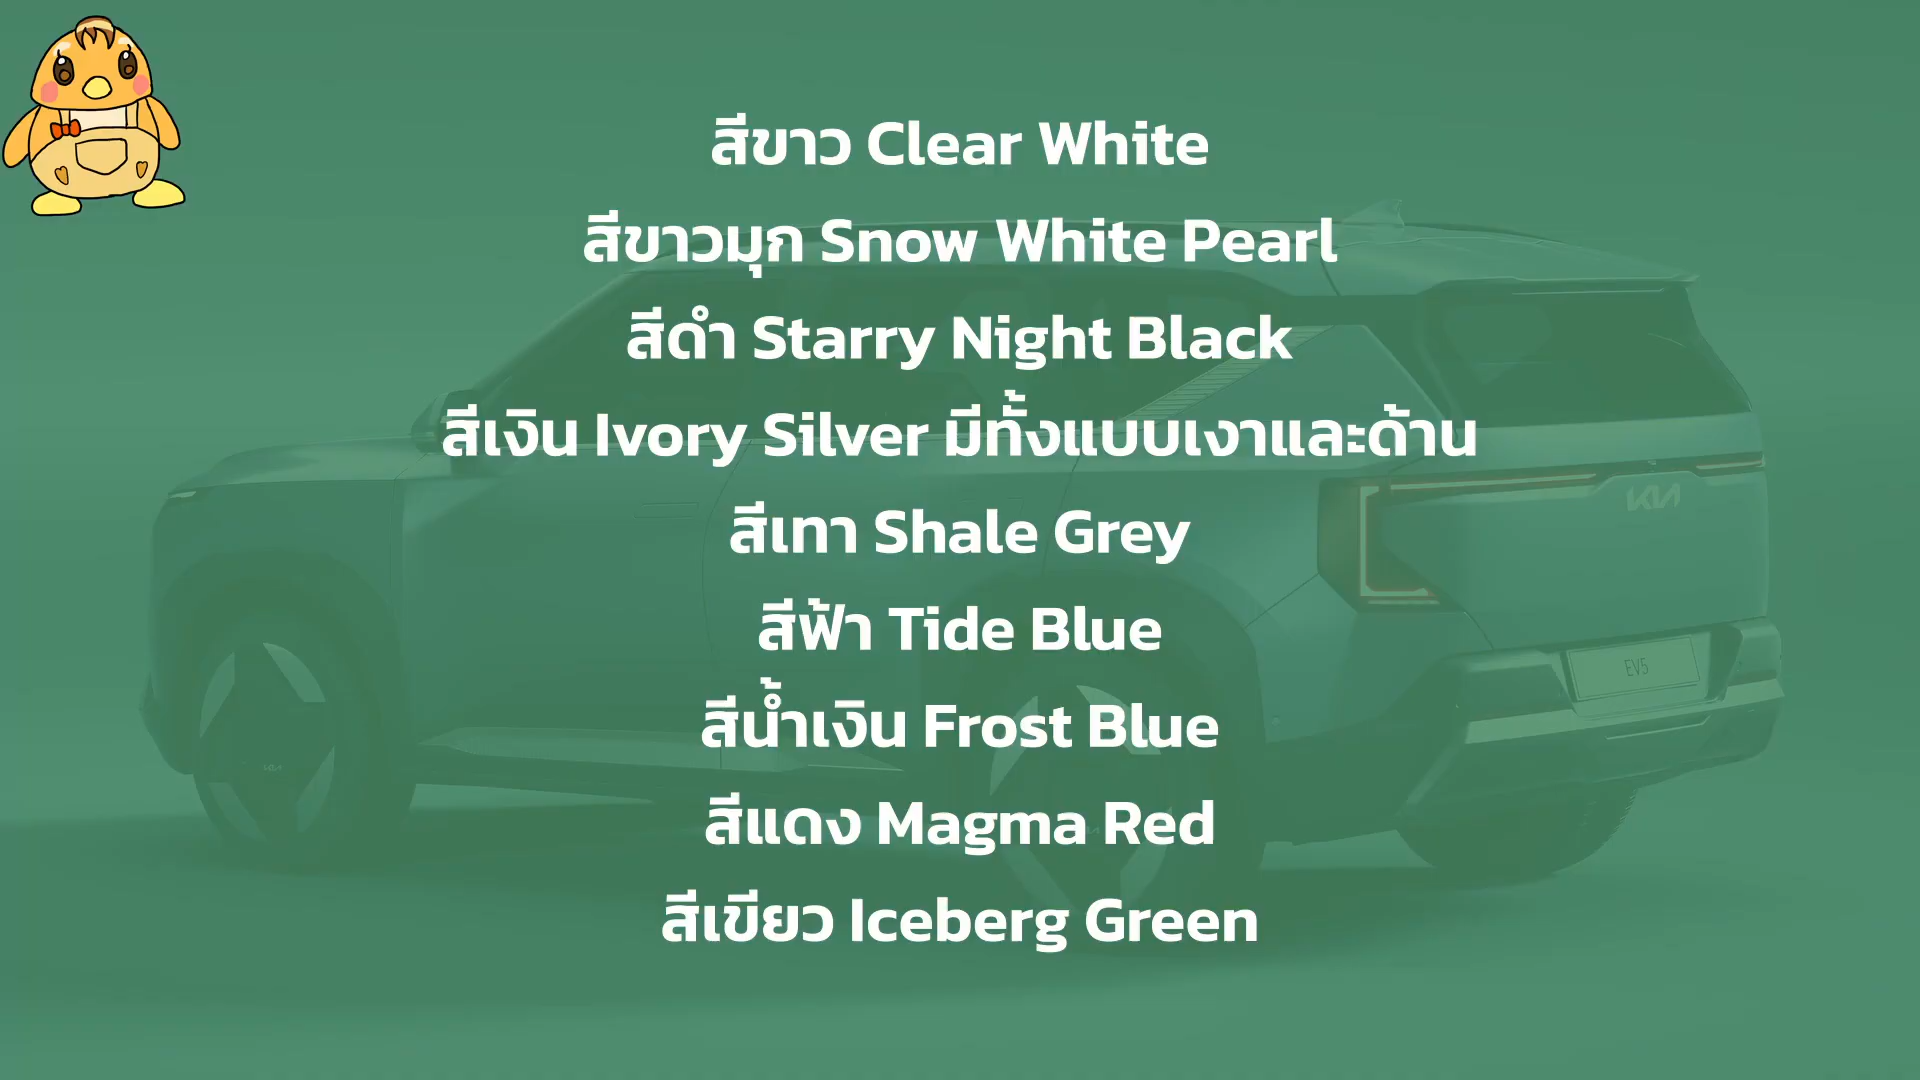 สีขาว Clear White
สีขาวมุก Snow White Pearl
สีดำ Starry Night Black
สีเงิน Ivory Silver มีทั้งแบบเงาและด้าน
สีเทา Shale Grey
สีฟ้า Tide Blue
สีน้ำเงิน Frost Blue
สีแดง Magma Red
สีเขียว Iceberg Green
KIA
EV5